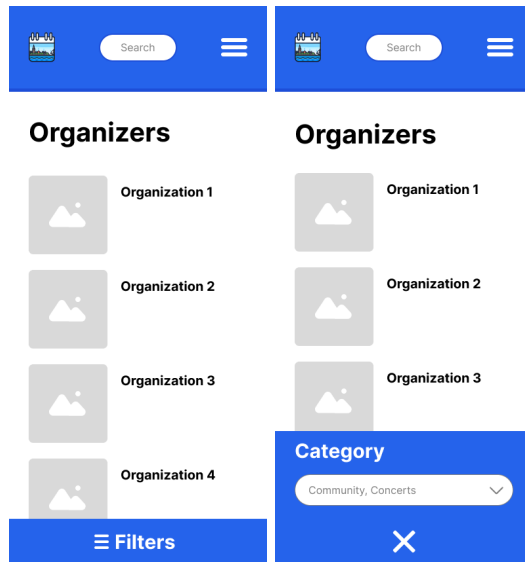 Search
Organizers
Organization 1
Organization 2
Organization 3
Organization 4
☰ Filters
Search
Organizers
Organization 1
Organization 2
Organization 3
Category
Community, Concerts